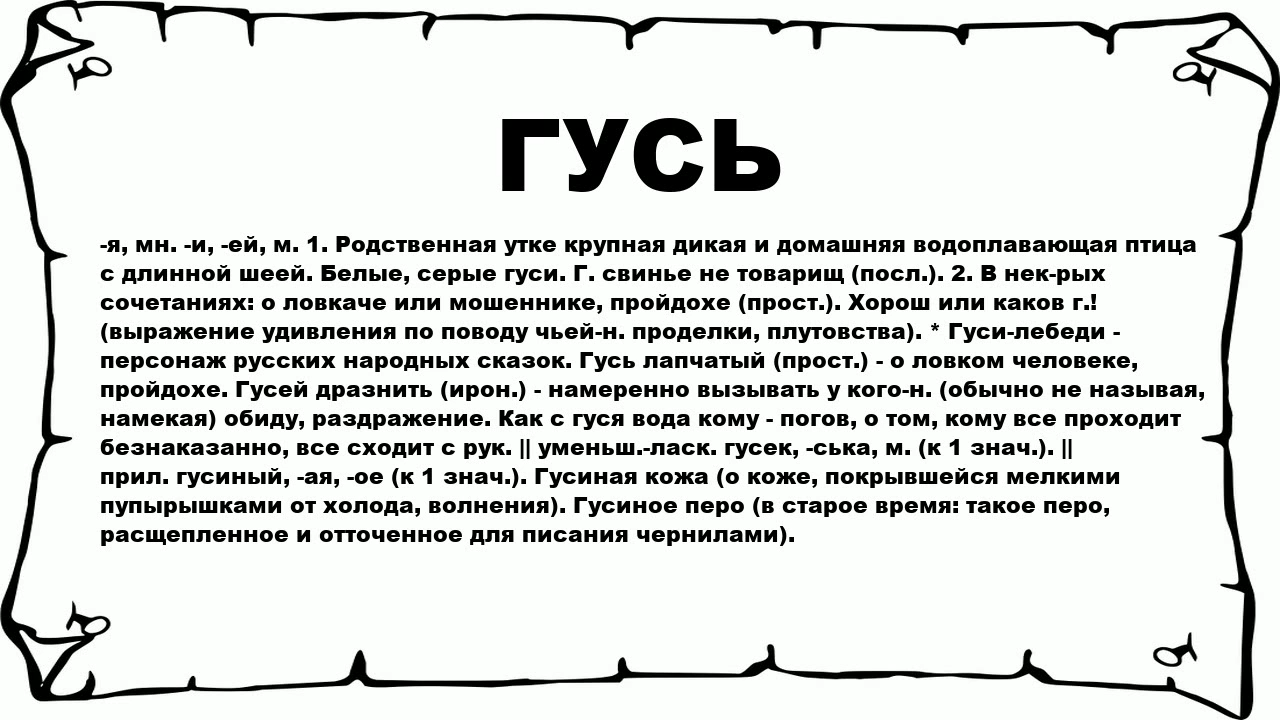 ГУСЬ
-я, мн. -и, -ей, м. 1. Родственная утке крупная дикая и домашняя водоплавающая птица
с длинной шеей. Белые, серые гуси. Г. свинье не товарищ (посл.). 2. В нек-рых
сочетаниях: о ловкаче или мошеннике, пройдохе (прост.). Хорош или каков г.!
(выражение удивления по поводу чьей-н. проделки, плутовства). * Гуси-лебеди -
персонаж русских народных сказок. Гусь лапчатый (прост.) - о ловком человеке,
пройдохе. Гусей дразнить (ирон.) - намеренно вызывать у кого-н. (обычно не называя,
намекая) обиду, раздражение. Как с гуся вода кому - погов, о том, кому все проходит
безнаказанно, все сходит с рук. || уменьш.-ласк. гусек, -ська, м. (к 1 знач.). ||
прил. гусиный, -ая, -ое (к 1 знач.). Гусиная кожа (о коже, покрывшейся мелкими
пупырышками от холода, волнения). Гусиное перо (в старое время: такое перо,
расщепленное и отточенное для писания чернилами).